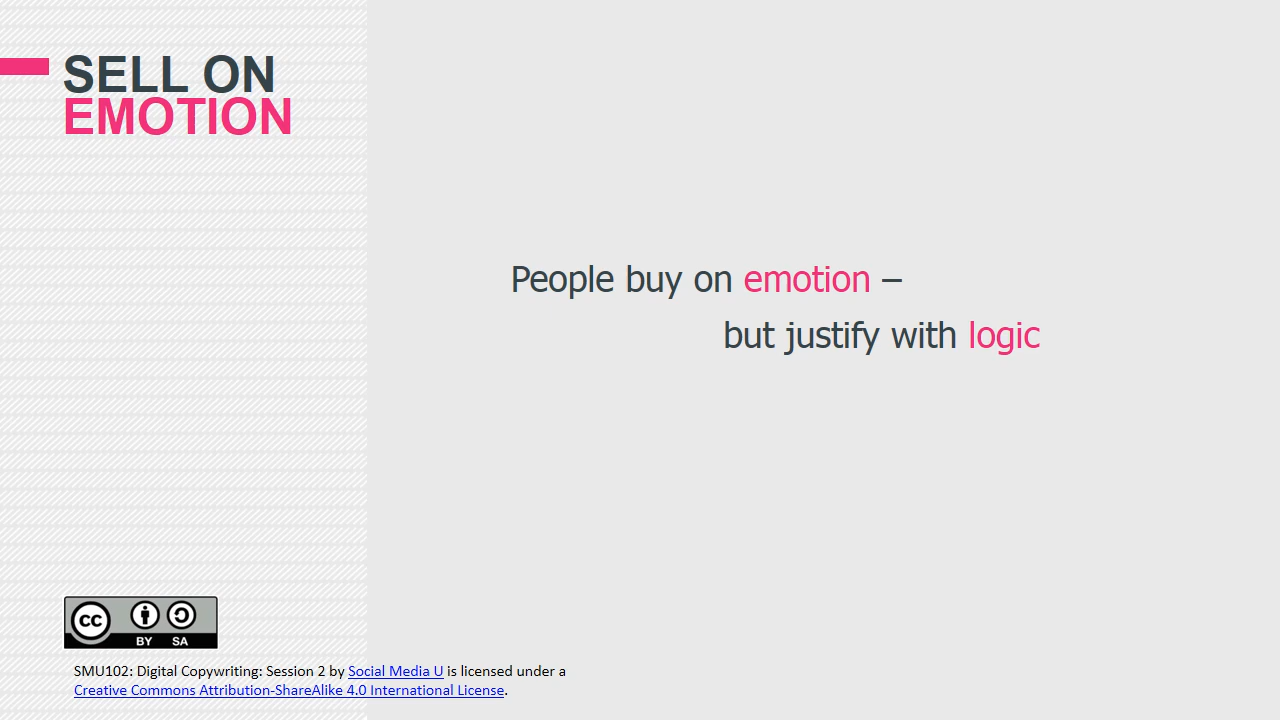 SELL ON
EMOTION
People buy on emotion –
but justify with logic
CC
BY SA
SMU102: Digital Copywriting: Session 2 by Social Media U is licensed under a
Creative Commons Attribution-ShareAlike 4.0 International License.